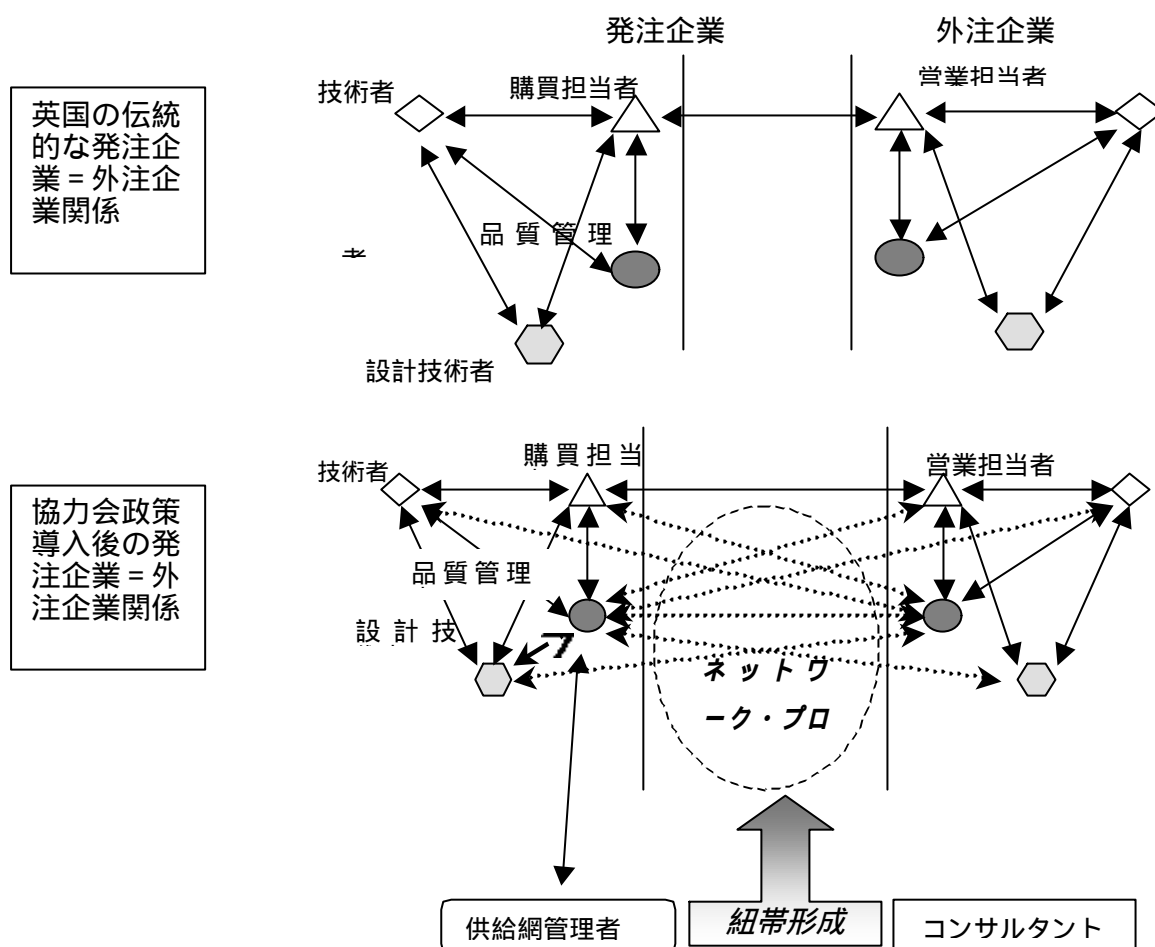 発注企業
外注企業
英国の伝統
的な発注企
業=外注企
業関係
技術者
購買担当者
営業担当者
品質管理
者
設計技術者
協力会政策
導入後の発
注企業=外
注企業関係
技術者
購買担当
営業担当者
品質管理
設計技
ネットワ
ーク・プロ
供給網管理者
紐帯形成
コンサルタント